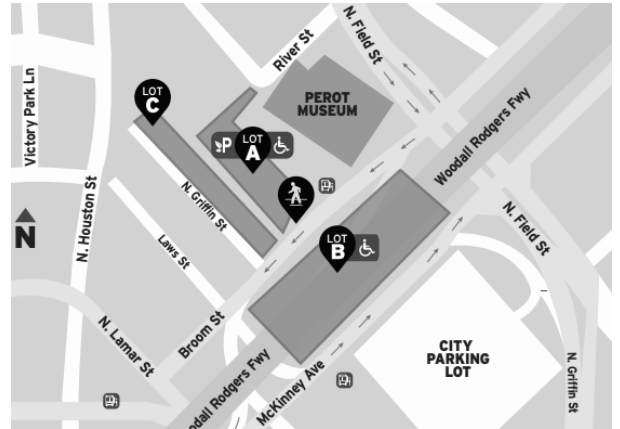 River St
N. Field St
LOT
C
PEROT
MUSEUM
Victory Park Ln
P
LOT
A
Woodall Rodgers Fwy
N. Griffin St
N. Houston St
N
Laws St
LOT
B
N. Field St
Broom St
N. Lamar St
CITY
PARKING
LOT
N. Griffin St
McKinney Ave
odall Rodgers Fwy